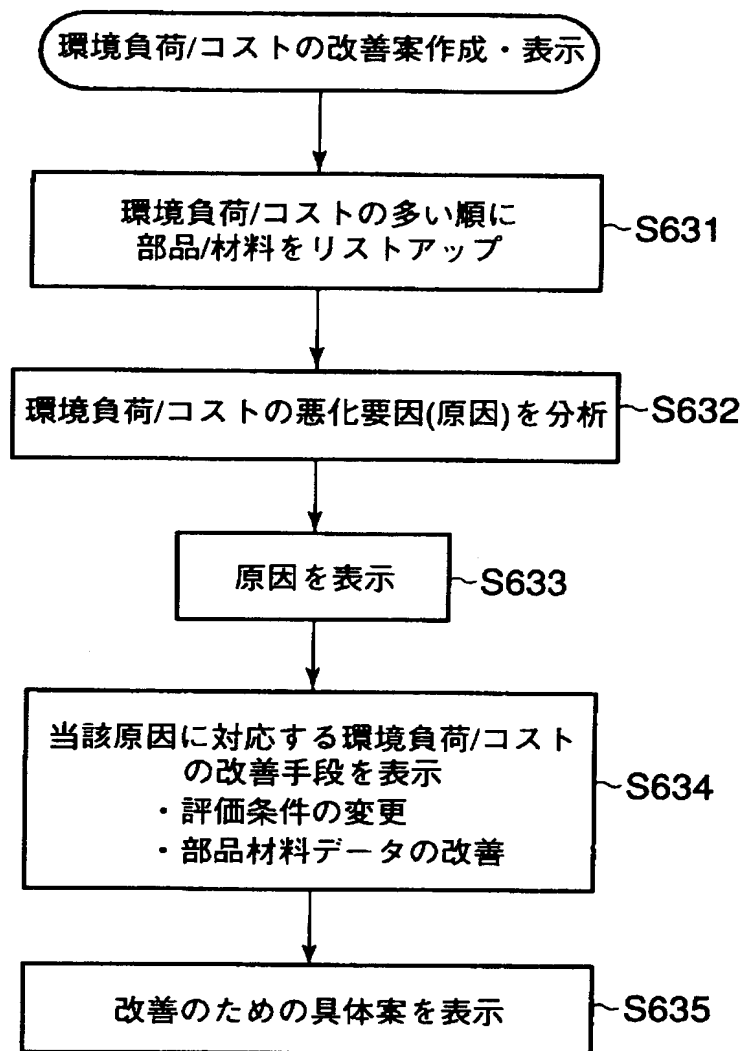 環境負荷/コストの改善案作成・表示
環境負荷/コストの多い順に
部品/材料をリストアップ
S631
環境負荷/コストの悪化要因(原因)を分析
S632
原因を表示
S633
当該原因に対応する環境負荷/コスト
の改善手段を表示
・評価条件の変更
・部品材料データの改善
S634
改善のための具体案を表示
S635